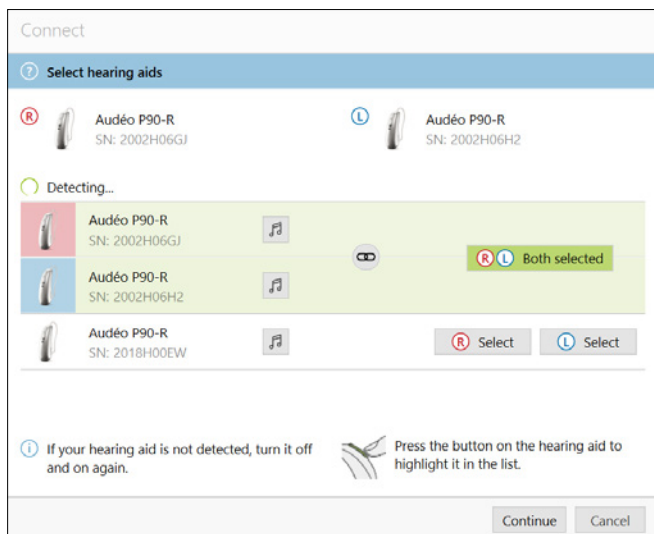 Connect
? Select hearing aids
R Audéo P90-R
SN: 2002H06GJ
L Audéo P90-R
SN: 2002H06H2
Detecting...
Audéo P90-R
SN: 2002H06GJ
Audéo P90-R
SN: 2002H06H2
R L Both selected
Audéo P90-R
SN: 2018H00EW
R Select
L Select
i If your hearing aid is not detected, turn it off
and on again.
Press the button on the hearing aid to
highlight it in the list.
Continue
Cancel